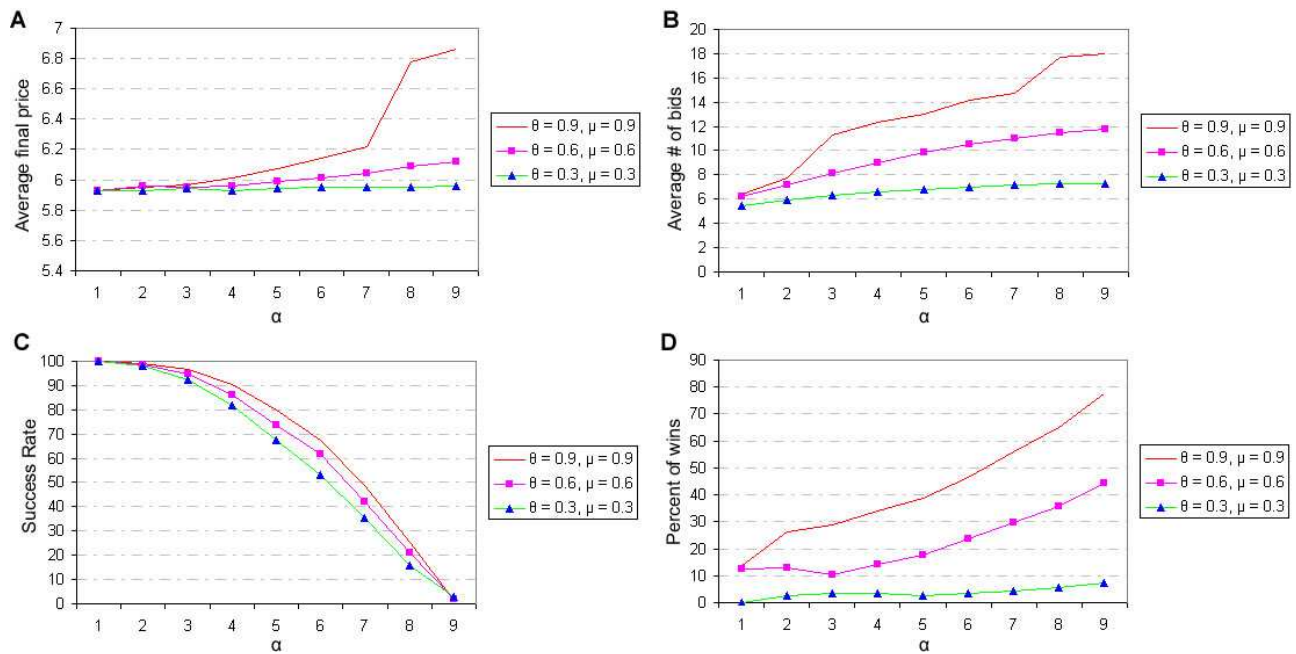 A
Average final price
7
6.8
6.6
6.4
6.2
6
5.8
5.6
5.4
1 2 3 4 5 6 7 8 9
α
θ = 0.9, μ = 0.9
θ = 0.6, μ = 0.6
θ = 0.3, μ = 0.3
B
Average # of bids
20
18
16
14
12
10
8
6
4
2
0
1 2 3 4 5 6 7 8 9
α
θ = 0.9, μ = 0.9
θ = 0.6, μ = 0.6
θ = 0.3, μ = 0.3
C
Success Rate
100
90
80
70
60
50
40
30
20
10
0
1 2 3 4 5 6 7 8 9
α
θ = 0.9, μ = 0.9
θ = 0.6, μ = 0.6
θ = 0.3, μ = 0.3
D
Percent of wins
90
80
70
60
50
40
30
20
10
0
1 2 3 4 5 6 7 8 9
α
θ = 0.9, μ = 0.9
θ = 0.6, μ = 0.6
θ = 0.3, μ = 0.3